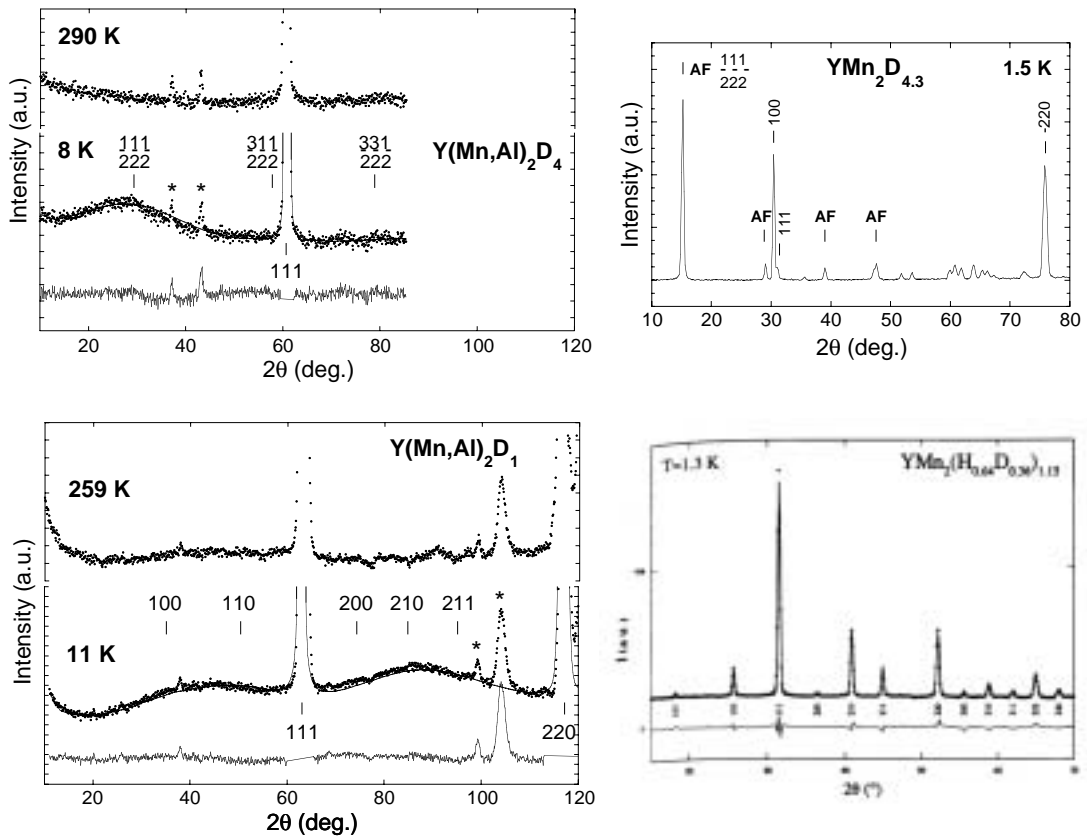 290 K
8 K
111
222
311
222
331
222
Y(Mn,Al)2D4
* *
111
Intensity (a.u.)
10 20 40 60 80 100 120
2θ (deg.)
AF 111
222
YMn2D4.3
1.5 K
100
-220
AF
111
AF
AF
Intensity (a.u.)
10 20 30 40 50 60 70 80
2θ (deg.)
Y(Mn,Al)2D1
259 K
100 110 200 210 211
*
*
11 K
111
220
Intensity (a.u.)
20 40 60 80 100 120
2θ (deg.)
T=1.3 K
YMn2(H0.64D0.36)1.15
I (a.u.)
2θ (°)